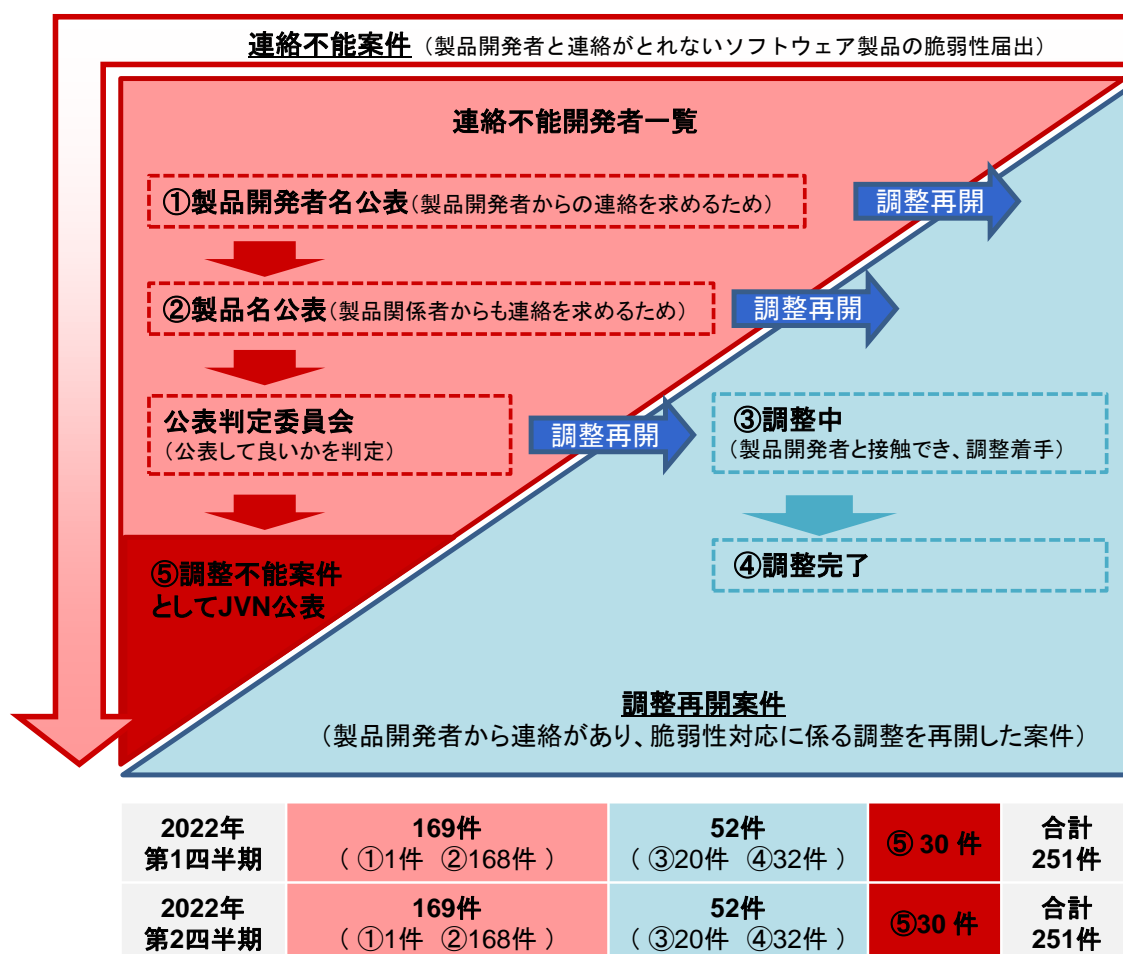 連絡不能案件（製品開発者と連絡がとれないソフトウェア製品の脆弱性届出）
連絡不能開発者一覧
①製品開発者名公表（製品開発者からの連絡を求めるため）
調整再開
②製品名公表（製品関係者からも連絡を求めるため）
調整再開
公表判定委員会
（公表して良いかを判定）
調整再開
③調整中
（製品開発者と接触でき、調整着手）
④調整完了
⑤調整不能案件
としてJVN公表
調整再開案件
（製品開発者から連絡があり、脆弱性対応に係る調整を再開した案件）
2022年
第1四半期
169件
（ ①1件 ②168件 ）
52件
（ ③20件 ④32件 ）
⑤ 30 件
合計
251件
2022年
第2四半期
169件
（ ①1件 ②168件 ）
52件
（ ③20件 ④32件 ）
⑤30 件
合計
251件